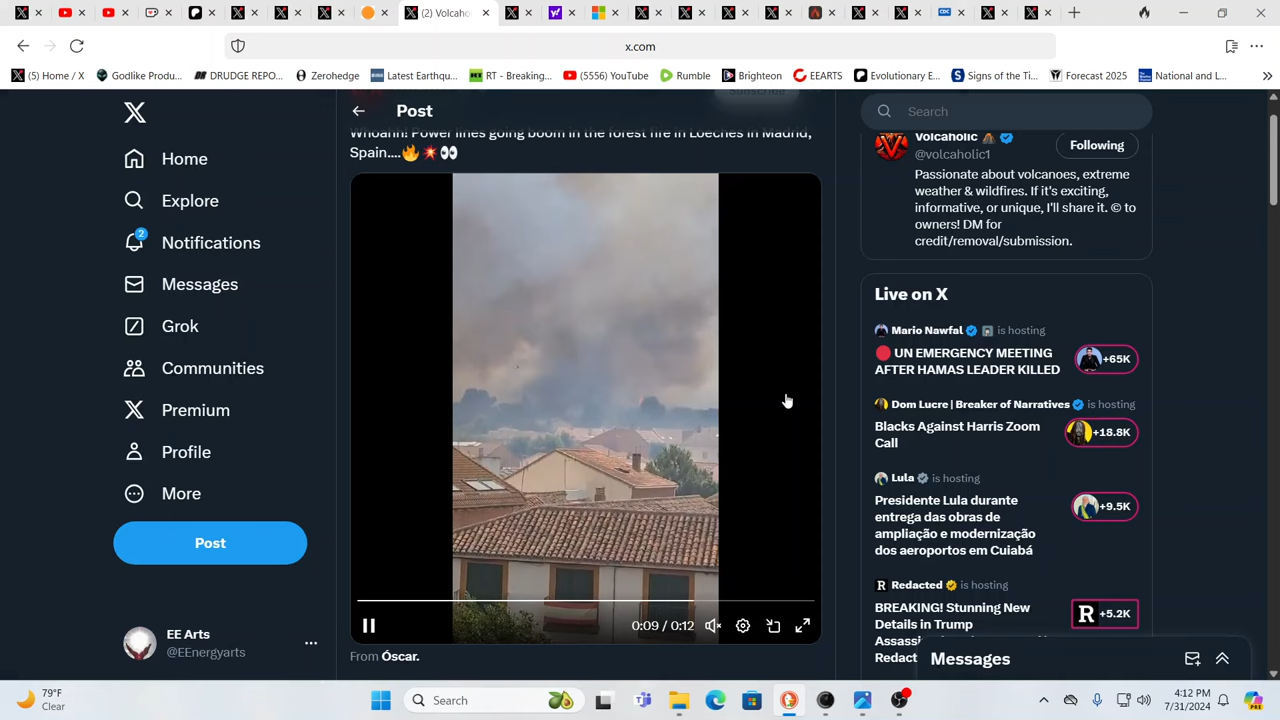 (2) Volcaho
x.com
(5) Home / X
Godlike Produ...
DRUDGE REPO...
Zerohedge
Latest Earthqu...
RT - Breaking...
(5556) YouTube
Rumble
Brighteon
EEARTS
Evolutionary E...
Signs of the Ti...
Forecast 2025
National and L...
Post
Search
Whoahh! Power lines going boom in the forest fire in Loeches in Madrid,
Spain....🔥💥👀
Home
Explore
2
Notifications
Messages
Grok
Communities
Premium
Profile
More
Post
EE Arts
@EEnergyarts
0:09 / 0:12
From Óscar.
Volcaholic
@volcaholic1
Following
Passionate about volcanoes, extreme
weather & wildfires. If it's exciting,
informative, or unique, I'll share it. © to
owners! DM for
credit/removal/submission.
Live on X
Mario Nawfal is hosting
🔴 UN EMERGENCY MEETING
AFTER HAMAS LEADER KILLED
+65K
Dom Lucre | Breaker of Narratives is hosting
Blacks Against Harris Zoom
Call
+18.8K
Lula is hosting
Presidente Lula durante
entrega das obras de
ampliação e modernização
dos aeroportos em Cuiabá
+9.5K
Redacted is hosting
BREAKING! Stunning New
Details in Trump
+5.2K
Messages
79°F
Clear
Search
4:12 PM
7/31/2024